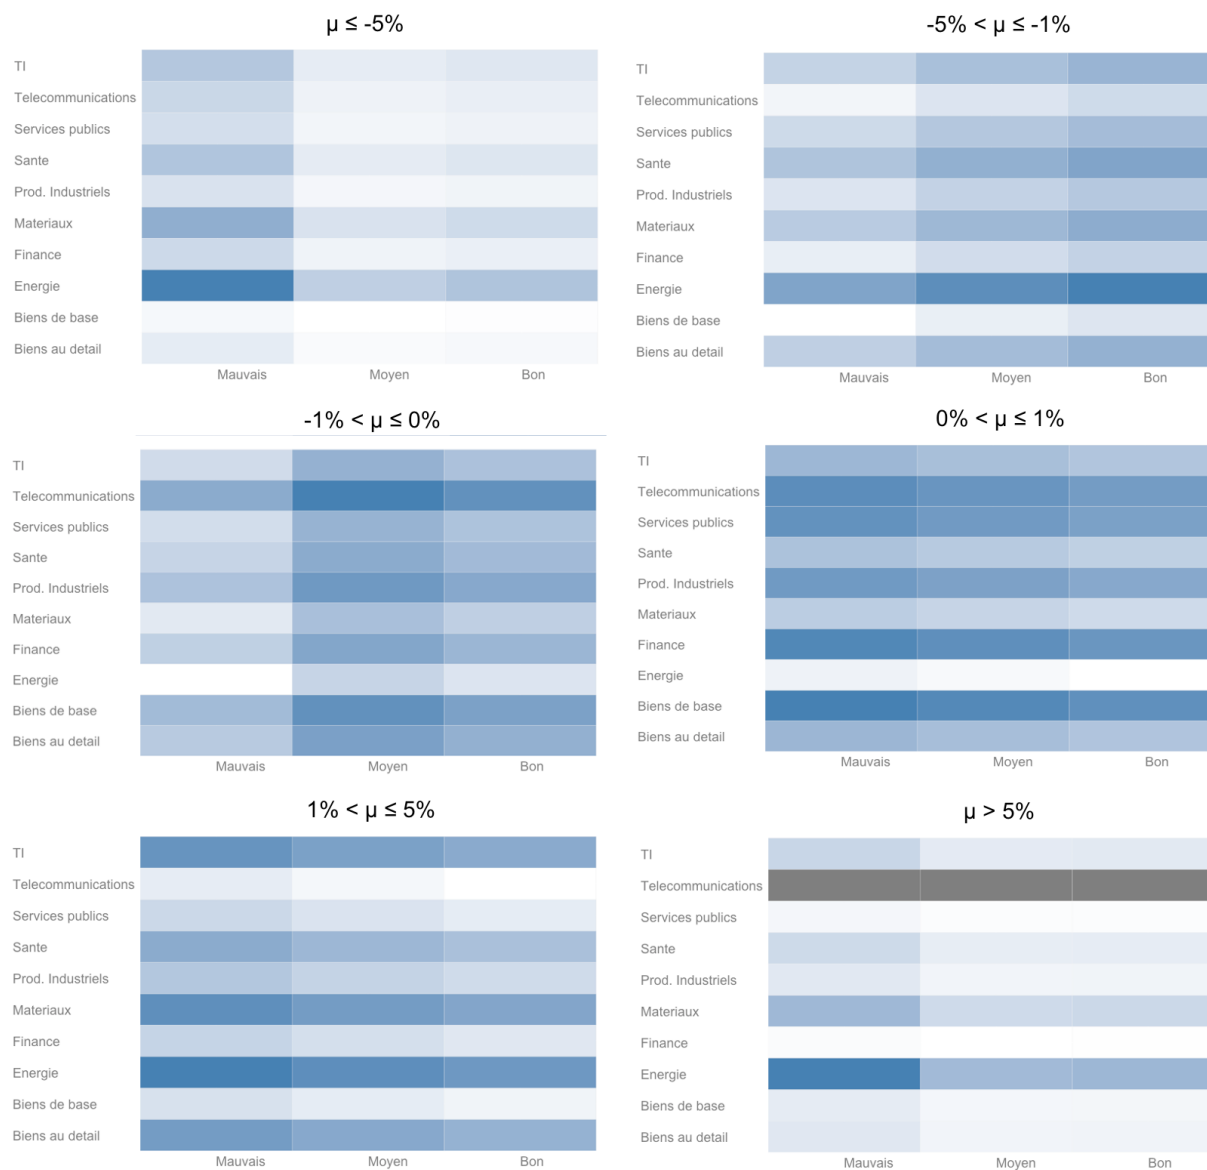 μ ≤ -5%
TI
Telecommunications
Services publics
Sante
Prod. Industriels
Materiaux
Finance
Energie
Biens de base
Biens au detail
Mauvais Moyen Bon
-5% < μ ≤ -1%
TI
Telecommunications
Services publics
Sante
Prod. Industriels
Materiaux
Finance
Energie
Biens de base
Biens au detail
Mauvais Moyen Bon
-1% < μ ≤ 0%
TI
Telecommunications
Services publics
Sante
Prod. Industriels
Materiaux
Finance
Energie
Biens de base
Biens au detail
Mauvais Moyen Bon
0% < μ ≤ 1%
TI
Telecommunications
Services publics
Sante
Prod. Industriels
Materiaux
Finance
Energie
Biens de base
Biens au detail
Mauvais Moyen Bon
1% < μ ≤ 5%
TI
Telecommunications
Services publics
Sante
Prod. Industriels
Materiaux
Finance
Energie
Biens de base
Biens au detail
Mauvais Moyen Bon
μ > 5%
TI
Telecommunications
Services publics
Sante
Prod. Industriels
Materiaux
Finance
Energie
Biens de base
Biens au detail
Mauvais Moyen Bon